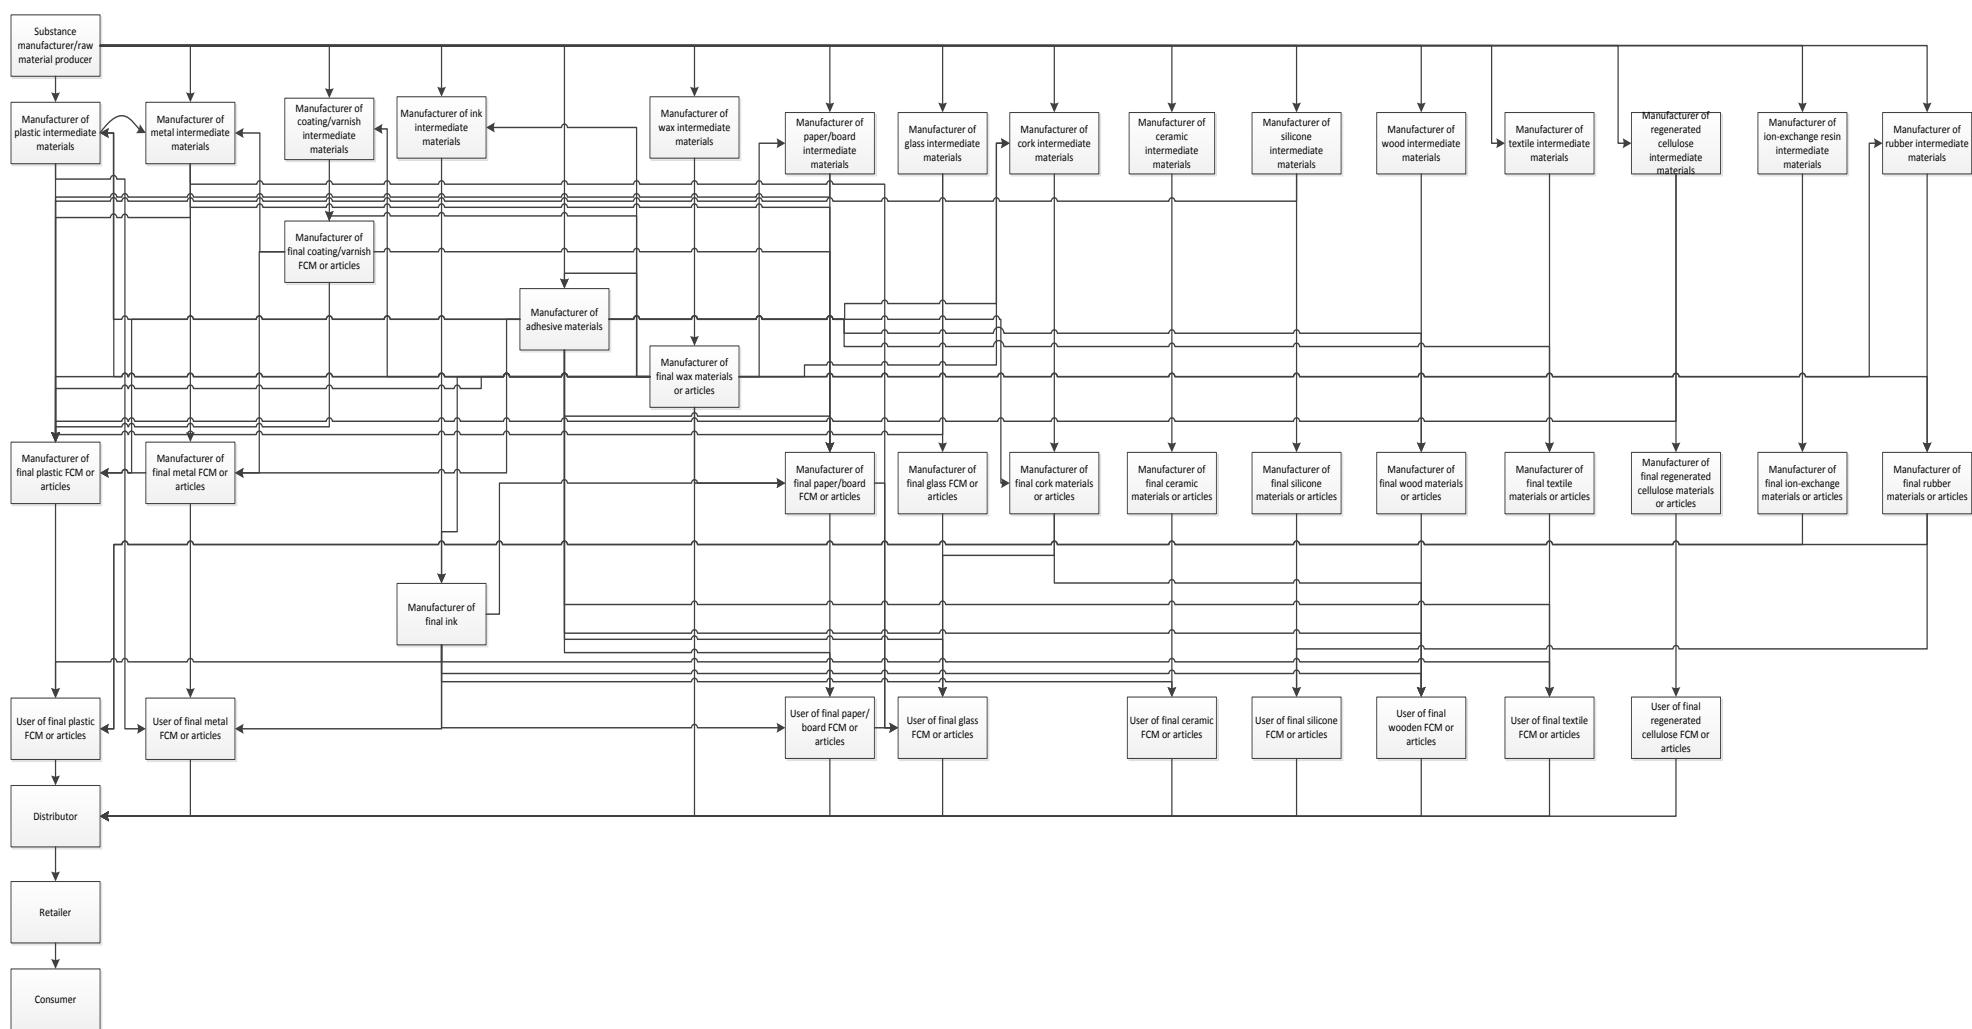 Substance
manufacturer/raw
material producer
Manufacturer of
plastic intermediate
materials
Manufacturer of
metal intermediate
materials
Manufacturer of
coating/varnish
intermediate
materials
Manufacturer of ink
intermediate
materials
Manufacturer of
wax intermediate
materials
Manufacturer of
paper/board
intermediate
materials
Manufacturer of
glass intermediate
materials
Manufacturer of
cork intermediate
materials
Manufacturer of
ceramic
intermediate
materials
Manufacturer of
silicone
intermediate
materials
Manufacturer of
wood intermediate
materials
Manufacturer of
textile intermediate
materials
Manufacturer of
regenerated
cellulose
intermediate
materials
Manufacturer of
ion-exchange resin
intermediate
materials
Manufacturer of
rubber intermediate
materials
Manufacturer of
final coating/varnish
FCM or articles
Manufacturer of
adhesive materials
Manufacturer of
final wax materials
or articles
Manufacturer of
final plastic FCM or
articles
Manufacturer of
final metal FCM or
articles
Manufacturer of
final paper/board
FCM or articles
Manufacturer of
final glass FCM or
articles
Manufacturer of
final cork materials
or articles
Manufacturer of
final ceramic
materials or articles
Manufacturer of
final silicone
materials or articles
Manufacturer of
final wood materials
or articles
Manufacturer of
final textile
materials or articles
Manufacturer of
final regenerated
cellulose materials
or articles
Manufacturer of
final ion-exchange
materials or articles
Manufacturer of
final rubber
materials or articles
Manufacturer of
final ink
User of final plastic
FCM or articles
User of final metal
FCM or articles
User of final paper/
board FCM or
articles
User of final glass
FCM or articles
User of final ceramic
FCM or articles
User of final silicone
FCM or articles
User of final
wooden FCM or
articles
User of final textile
FCM or articles
User of final
regenerated
cellulose FCM or
articles
Distributor
Retailer
Consumer